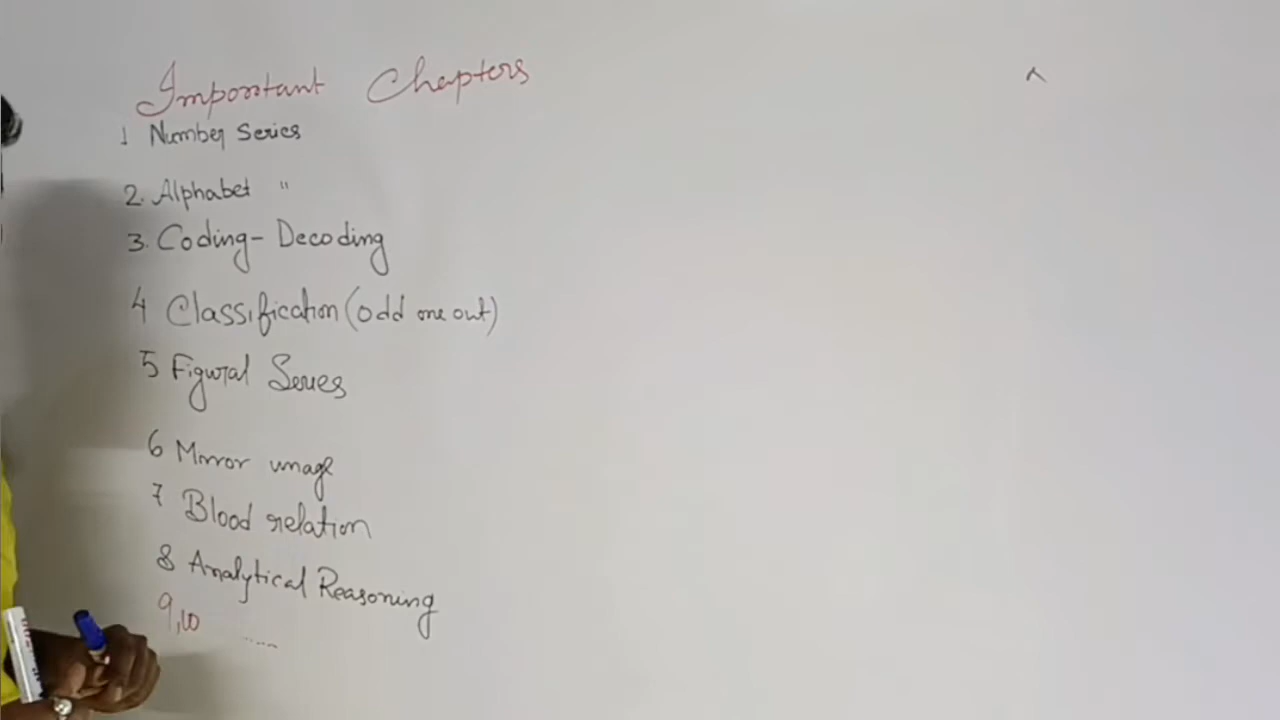 Important Chapters
1 Number Series
2. Alphabet "
3. Coding- Decoding
4 Classification (odd one out)
5 Figural Series
6 Mirror image
7 Blood relation
8 Analytical Reasoning
9,10 ......